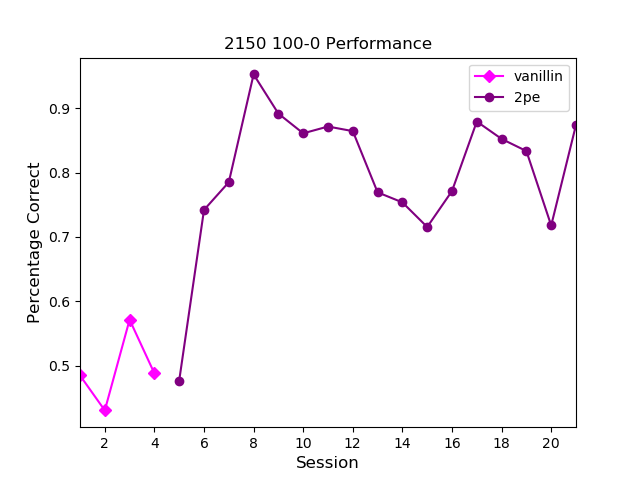 2150 100-0 Performance
vanillin
2pe
Percentage Correct
0.9
0.8
0.7
0.6
0.5
2 4 6 8 10 12 14 16 18 20
Session